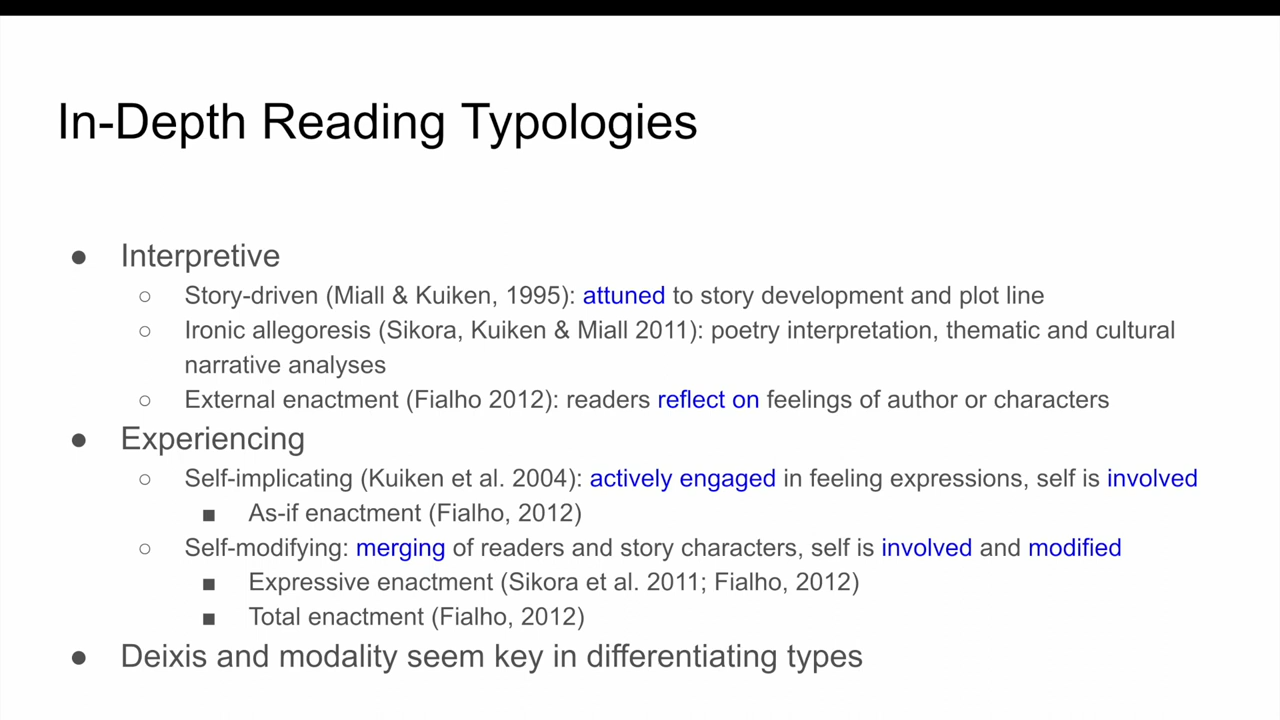 In-Depth Reading Typologies
● Interpretive
○ Story-driven (Miall & Kuiken, 1995): attuned to story development and plot line
○ Ironic allegoresis (Sikora, Kuiken & Miall 2011): poetry interpretation, thematic and cultural
narrative analyses
○ External enactment (Fialho 2012): readers reflect on feelings of author or characters
● Experiencing
○ Self-implicating (Kuiken et al. 2004): actively engaged in feeling expressions, self is involved
■ As-if enactment (Fialho, 2012)
○ Self-modifying: merging of readers and story characters, self is involved and modified
■ Expressive enactment (Sikora et al. 2011; Fialho, 2012)
■ Total enactment (Fialho, 2012)
● Deixis and modality seem key in differentiating types